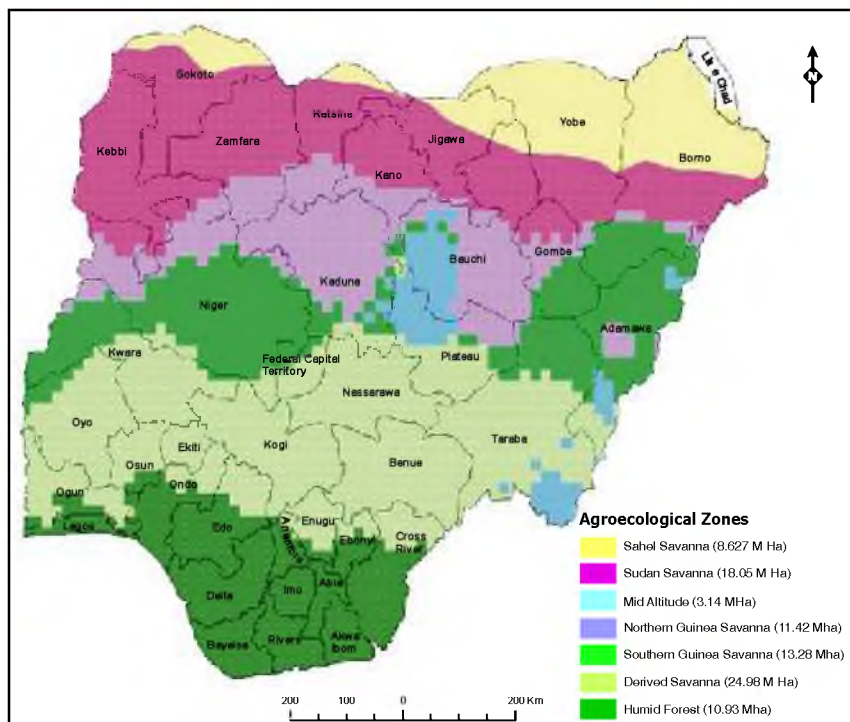 N
Lk e Chad
Sokoto
Katsina
Yobe
Zamfara
Jigawa
Kebbi
Borno
Kano
Bauchi
Gombe
Kaduna
Niger
Adamawa
Kwara
Federal Capital
Territory
Plateau
Nassarawa
Oyo
Ekiti
Kogi
Taraba
Benue
Osun
Ondo
Ogun
Lagos
Edo
Anambra
Enugu
Ebonyi
Cross
River
Delta
Imo
Abia
Bayelsa
Rivers
Akwa
Ibom
Agroecological Zones
Sahel Savanna (8.627 M Ha)
Sudan Savanna (18.05 M Ha)
Mid Altitude (3.14 MHa)
Northern Guinea Savanna (11.42 Mha)
Southern Guinea Savanna (13.28 Mha)
Derived Savanna (24.98 M Ha)
Humid Forest (10.93 Mha)
200 100 0 200 Km